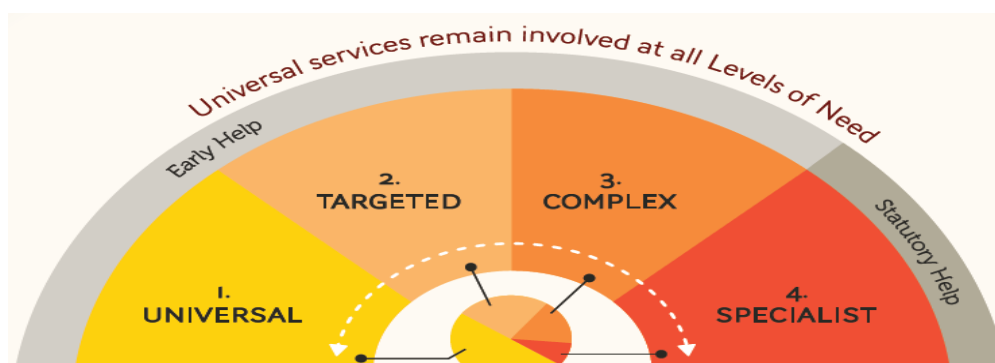 Universal services remain involved at all Levels of Need
Early Help
2.
TARGETED
3.
COMPLEX
Statutory Help
1.
UNIVERSAL
4.
SPECIALIST